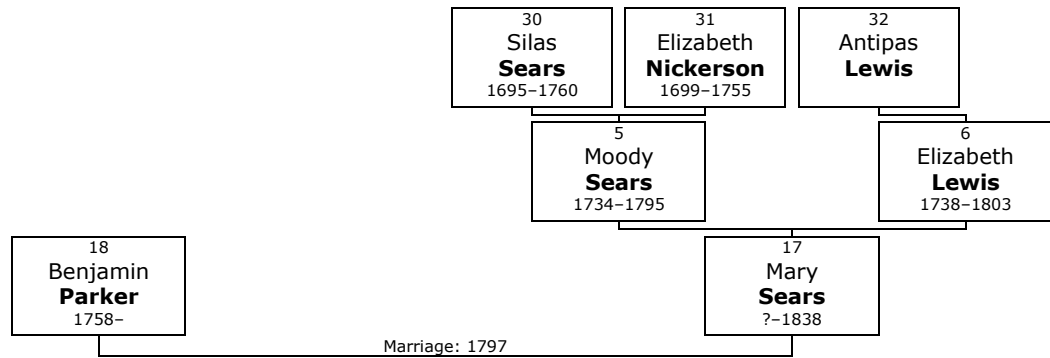 30
Silas
Sears
1695–1760
31
Elizabeth
Nickerson
1699–1755
32
Antipas
Lewis
5
Moody
Sears
1734–1795
6
Elizabeth
Lewis
1738–1803
18
Benjamin
Parker
1758–
17
Mary
Sears
?–1838
Marriage: 1797